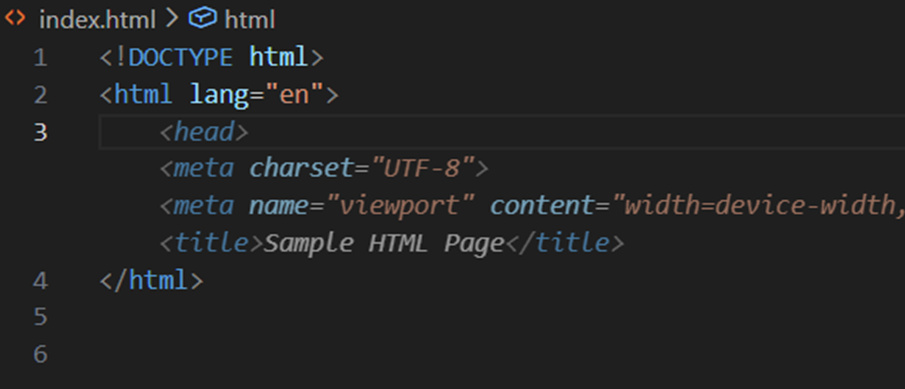 index.html > html
1 <!DOCTYPE html>
2 <html lang="en">
3 <head>
<meta charset="UTF-8">
<meta name="viewport" content="width=device-width,
<title>Sample HTML Page</title>
4 </html>
5
6